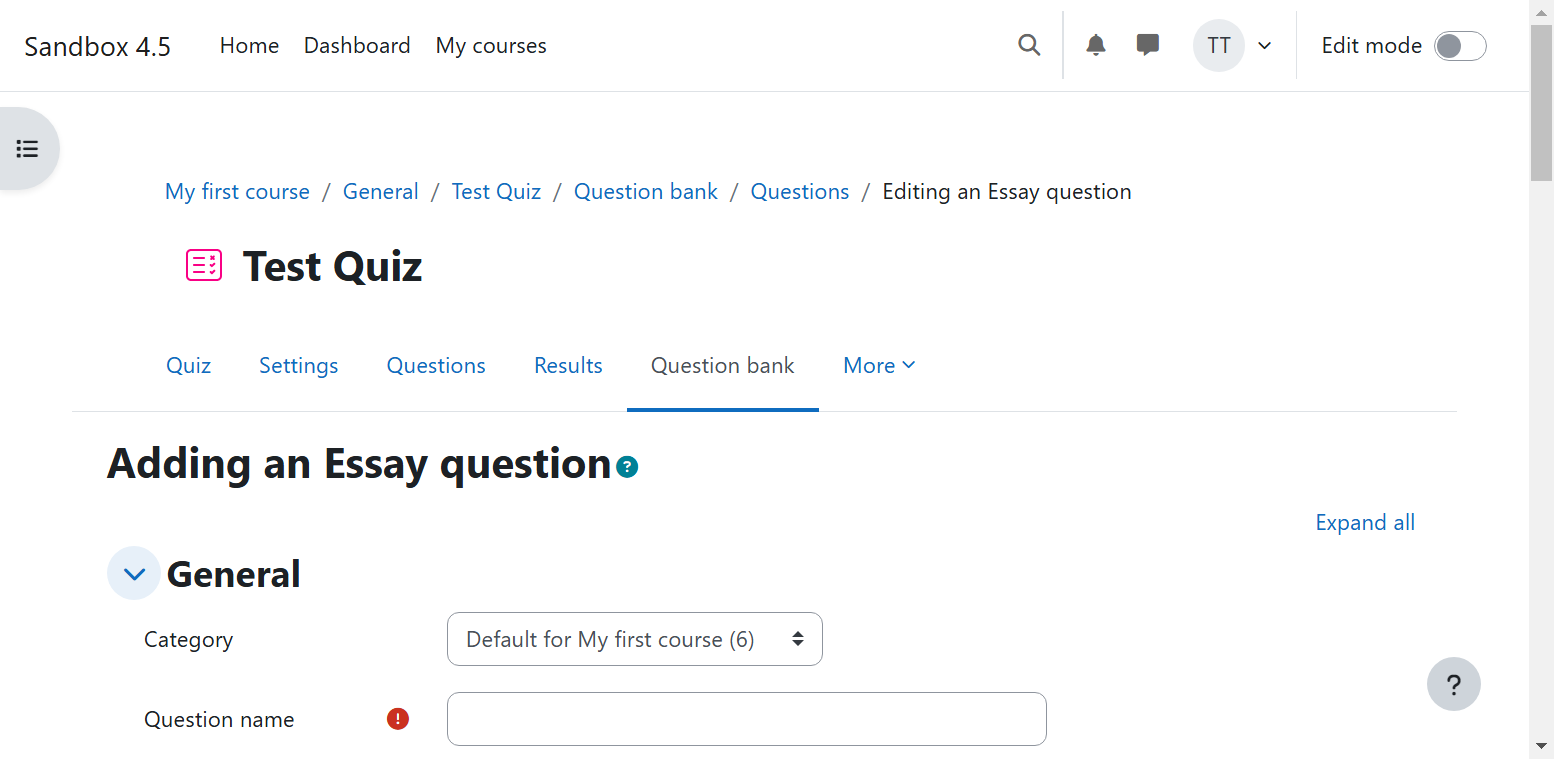 Sandbox 4.5 Home Dashboard My courses TT Edit mode
My first course / General / Test Quiz / Question bank / Questions / Editing an Essay question
Test Quiz
Quiz Settings Questions Results Question bank More
Adding an Essay question ?
Expand all
General
Category Default for My first course (6)
?
Question name !